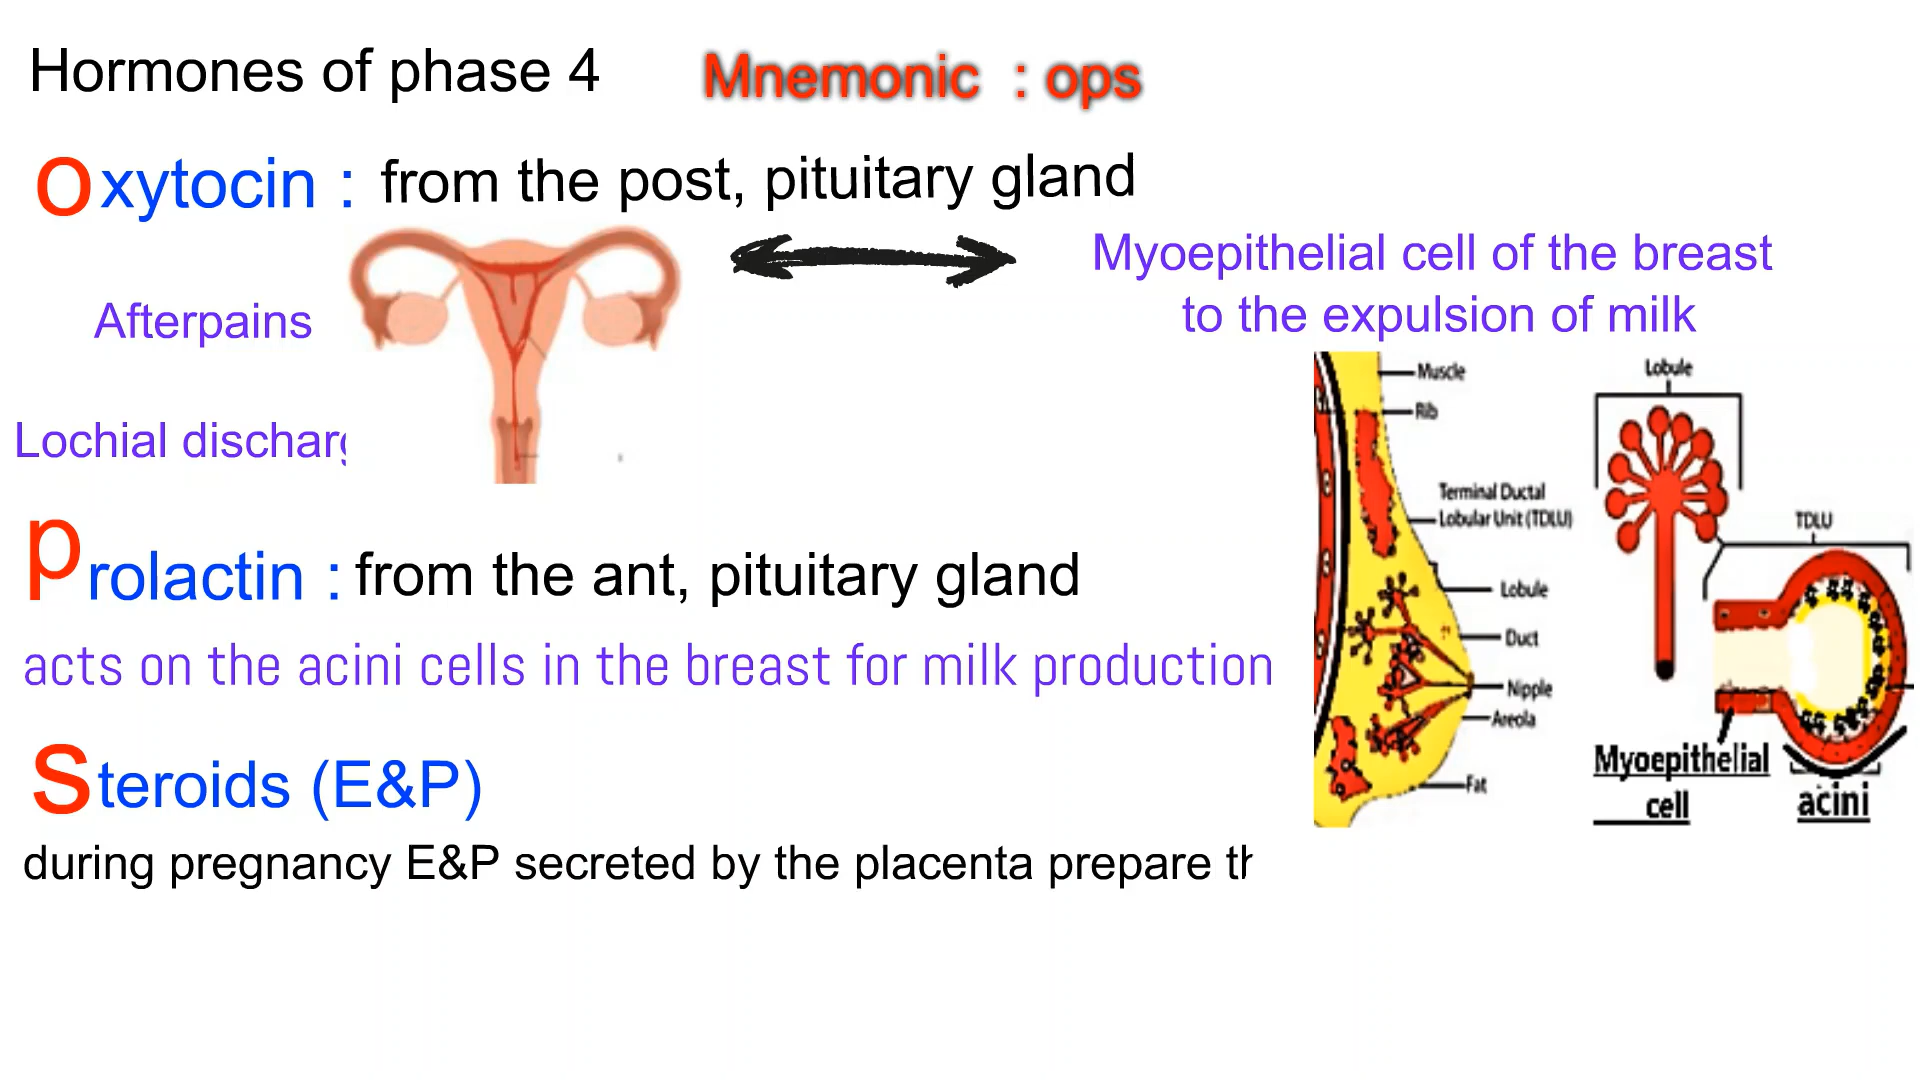 Hormones of phase 4
Mnemonic : ops
oxytocin : from the post, pituitary gland
Myoepithelial cell of the breast
to the expulsion of milk
Afterpains
Lochial discharg
prolactin : from the ant, pituitary gland
acts on the acini cells in the breast for milk production
steroids (E&P)
during pregnancy E&P secreted by the placenta prepare th
Muscle
Rib
Terminal Ductal
Lobular Unit (TDLU)
Lobule
Duct
Nipple
Areola
Fat
Lobule
TDLU
Myoepithelial
cell
acini